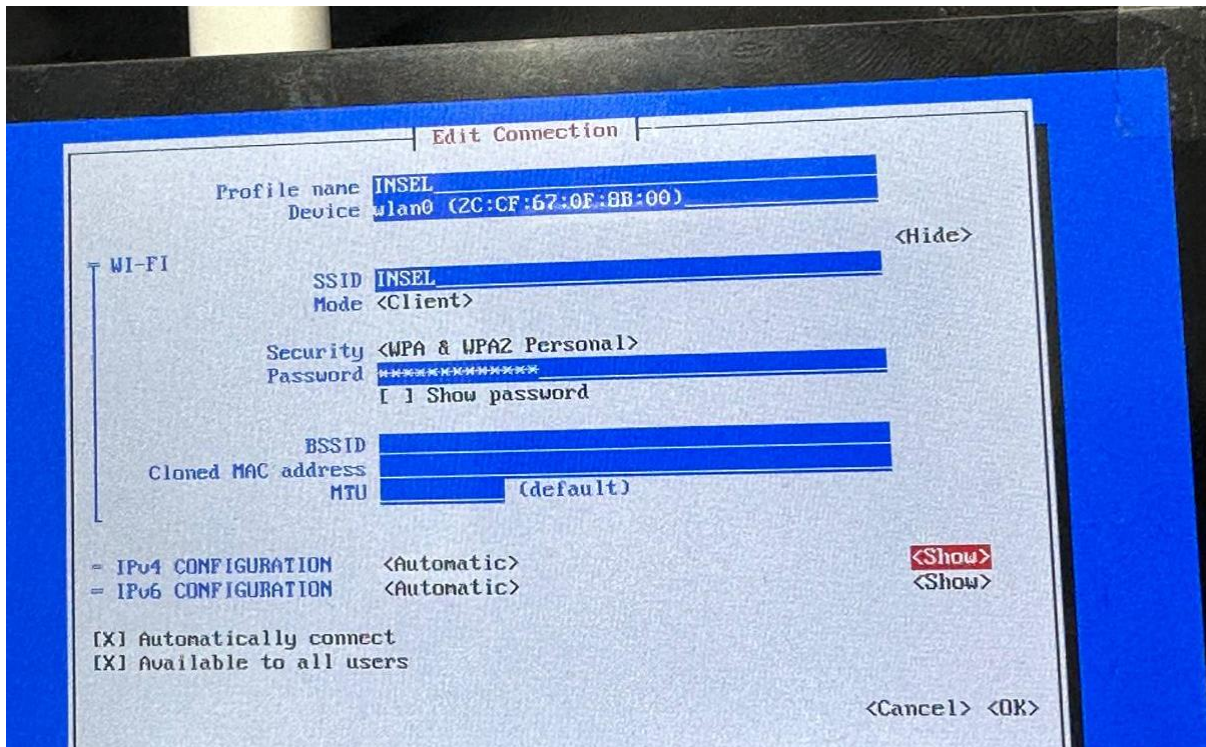 Edit Connection
Profile name INSEL
Device wlan0 (2C:CF:67:0F:8B:00)
<Hide>
WI-FI
SSID INSEL
Mode <Client>
Security <WPA & WPA2 Personal>
Password *************
[ ] Show password
BSSID
Cloned MAC address
MTU (default)
= IPv4 CONFIGURATION <Automatic> <Show>
= IPv6 CONFIGURATION <Automatic> <Show>
[X] Automatically connect
[X] Available to all users
<Cancel> <OK>